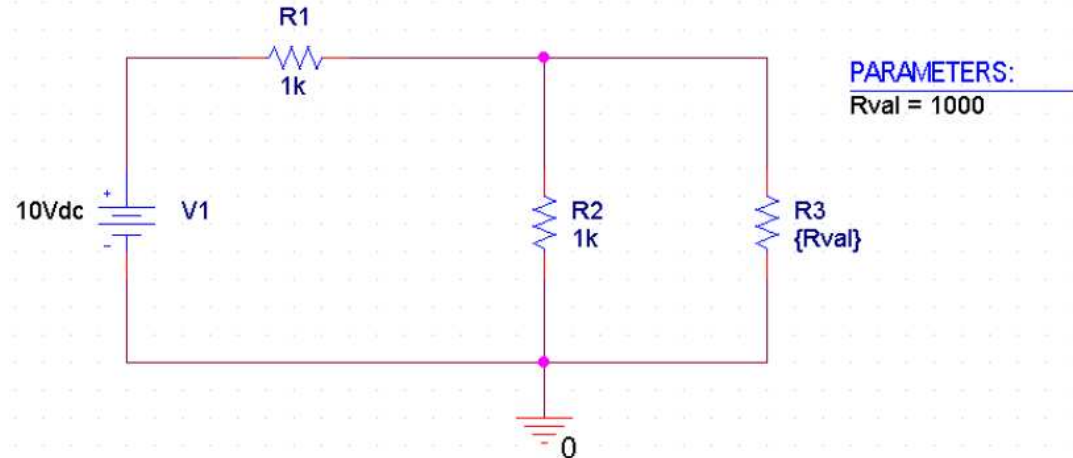 R1
1k
PARAMETERS:
Rval = 1000
10Vdc
+
-
V1
R2
1k
R3
{Rval}
0